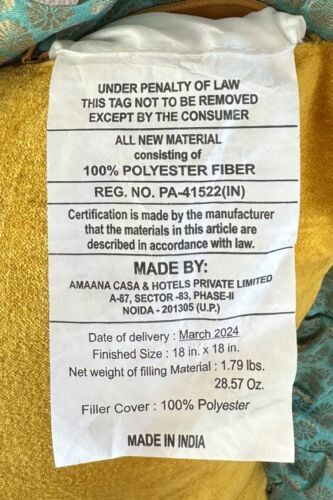 UNDER PENALTY OF LAW
THIS TAG NOT TO BE REMOVED
EXCEPT BY THE CONSUMER
ALL NEW MATERIAL
consisting of
100% POLYESTER FIBER
REG. NO. PA-41522(IN)
Certification is made by the manufacturer
that the materials in this article are
described in accordance with law.
MADE BY:
AMAANA CASA & HOTELS PRIVATE LIMITED
A-87, SECTOR -83, PHASE-II
NOIDA - 201305 (U.P.)
Date of delivery : March 2024
Finished Size : 18 in. x 18 in.
Net weight of filling Material : 1.79 lbs.
28.57 Oz.
Filler Cover : 100% Polyester
MADE IN INDIA